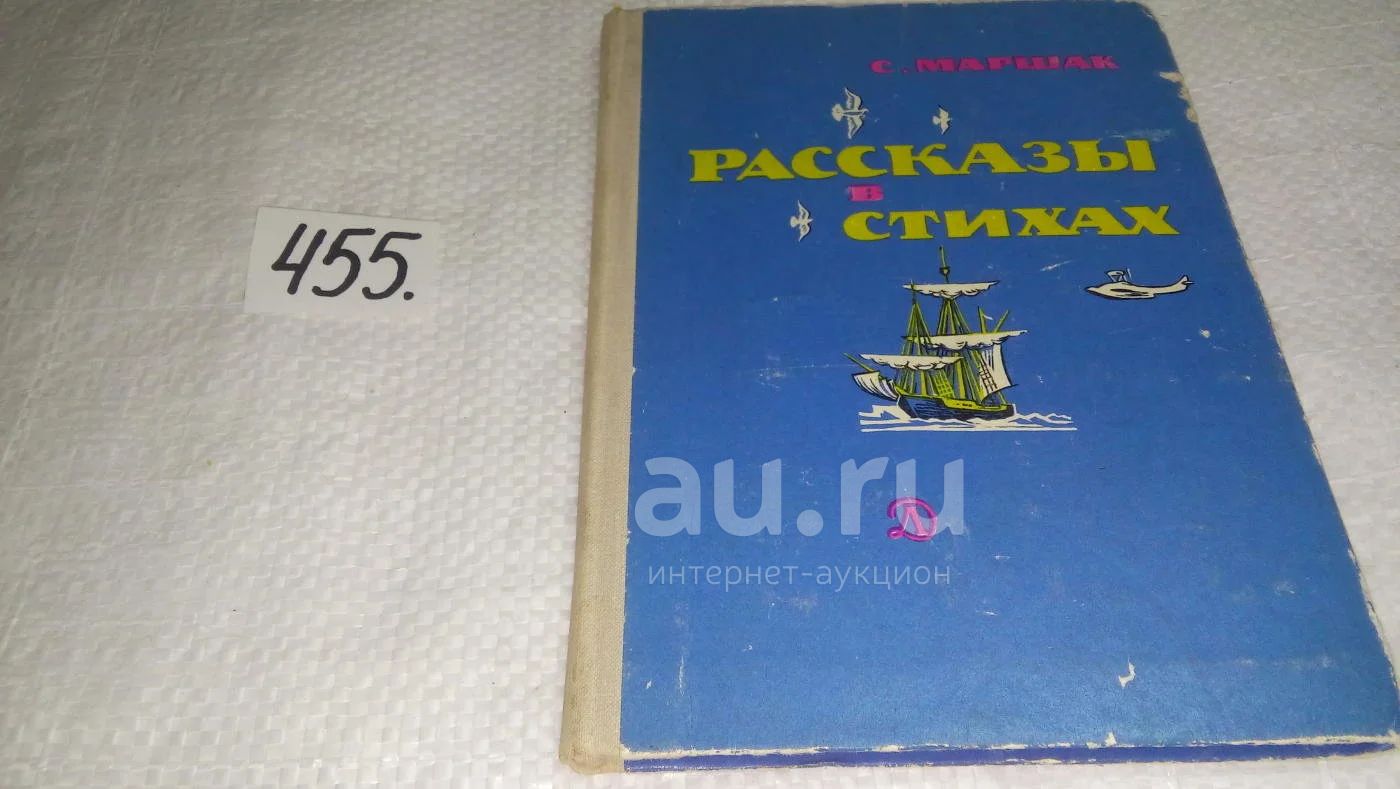 455.
С. МАРШАК
РАССКАЗЫ
В
СТИХАХ
au.ru
интернет-аукцион